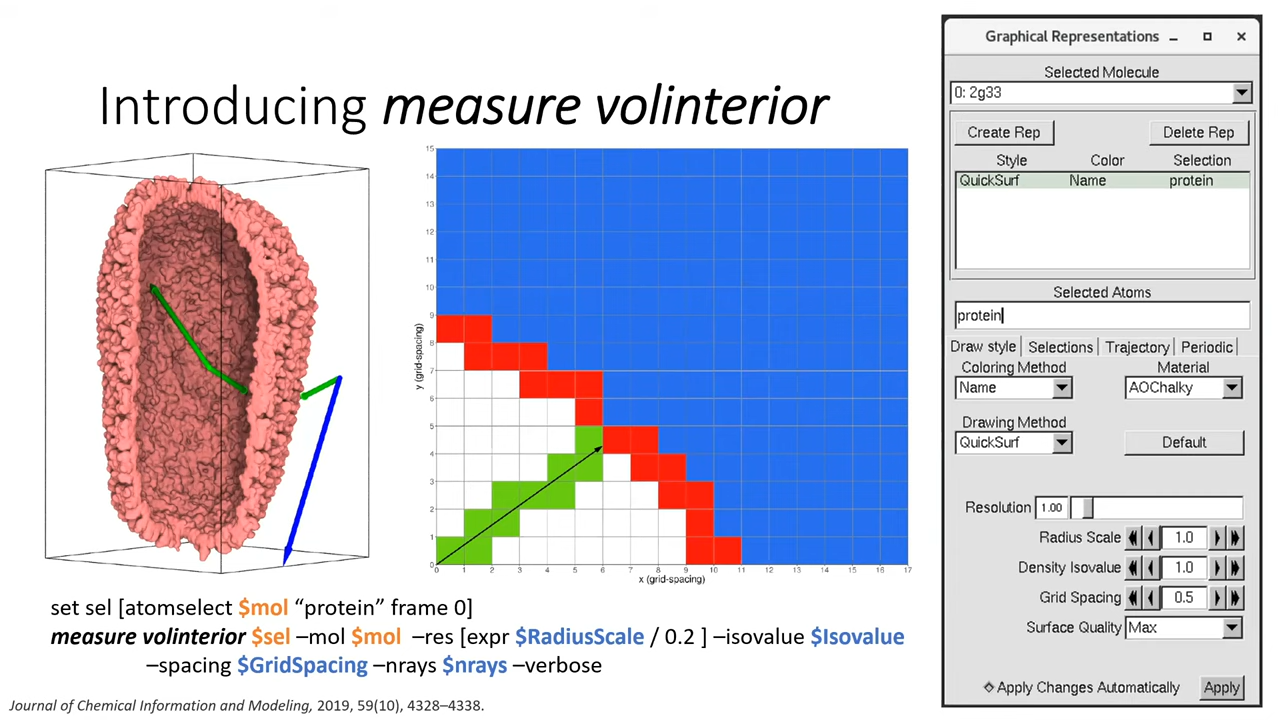 Introducing measure volinterior
15
14
13
12
11
10
9
8
7
6
5
4
3
2
1
0
y (grid-spacing)
0 1 2 3 4 5 6 7 8 9 10 11 12 13 14 15 16 17
x (grid-spacing)
set sel [atomselect $mol “protein” frame 0]
measure volinterior $sel –mol $mol –res [expr $RadiusScale / 0.2 ] –isovalue $Isovalue
–spacing $GridSpacing –nrays $nrays –verbose
Journal of Chemical Information and Modeling, 2019, 59(10), 4328–4338.
Graphical Representations
Selected Molecule
0: 2g33
Create Rep Delete Rep
Style Color Selection
QuickSurf Name protein
Selected Atoms
protein
Draw style Selections Trajectory Periodic
Coloring Method Material
Name AOChalky
Drawing Method
QuickSurf Default
Resolution 1.00
Radius Scale 1.0
Density Isovalue 1.0
Grid Spacing 0.5
Surface Quality Max
Apply Changes Automatically Apply